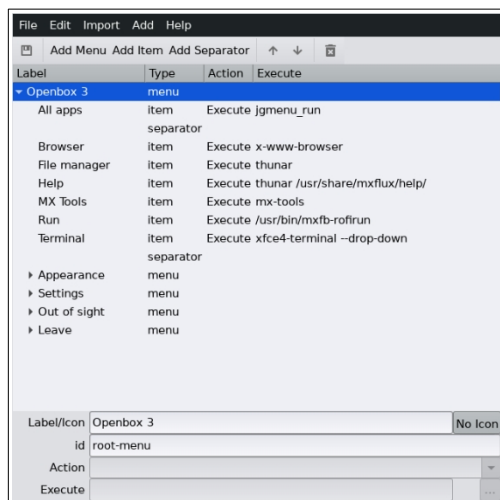 File Edit Import Add Help
Add Menu Add Item Add Separator
Label Type Action Execute
Openbox 3 menu
All apps item Execute jgmenu_run
separator
Browser item Execute x-www-browser
File manager item Execute thunar
Help item Execute thunar /usr/share/mxflux/help/
MX Tools item Execute mx-tools
Run item Execute /usr/bin/mxfb-rofirun
Terminal item Execute xfce4-terminal --drop-down
separator
Appearance menu
Settings menu
Out of sight menu
Leave menu
Label/Icon Openbox 3 No Icon
id root-menu
Action
Execute ...